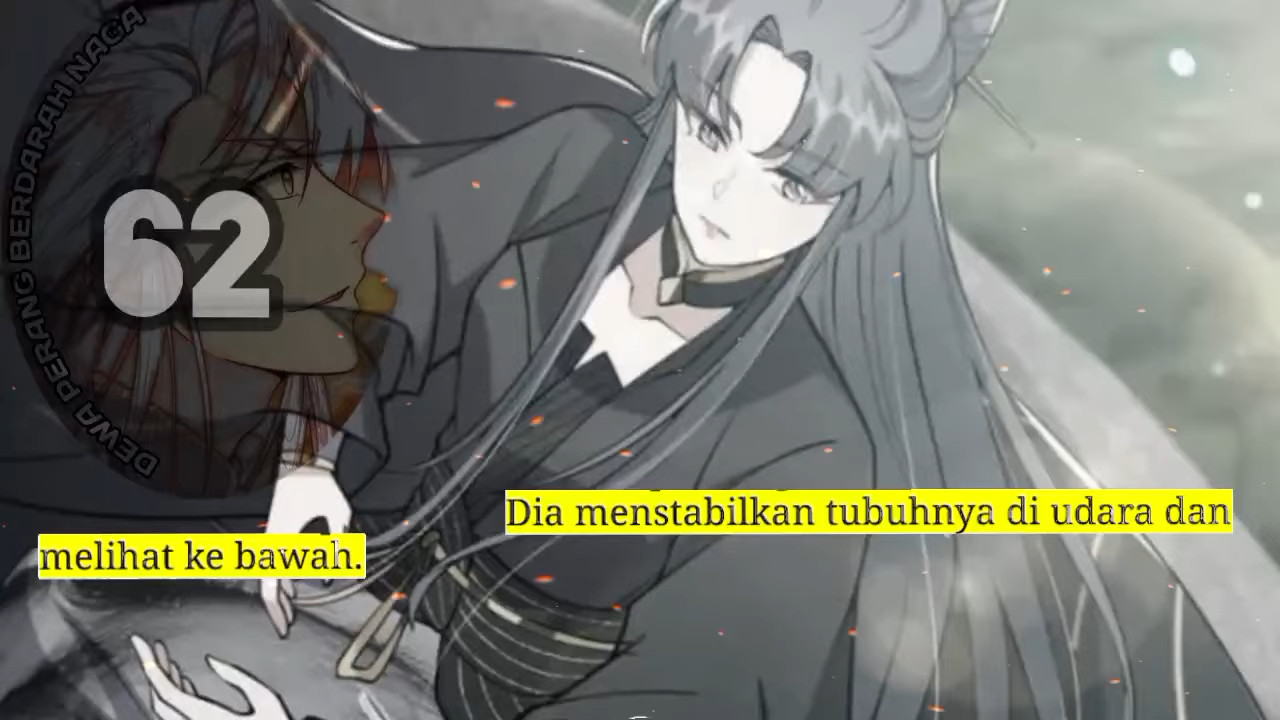 DEWA PERANG BERDARAH NAGA
62
Dia menstabilkan tubuhnya di udara dan
melihat ke bawah.